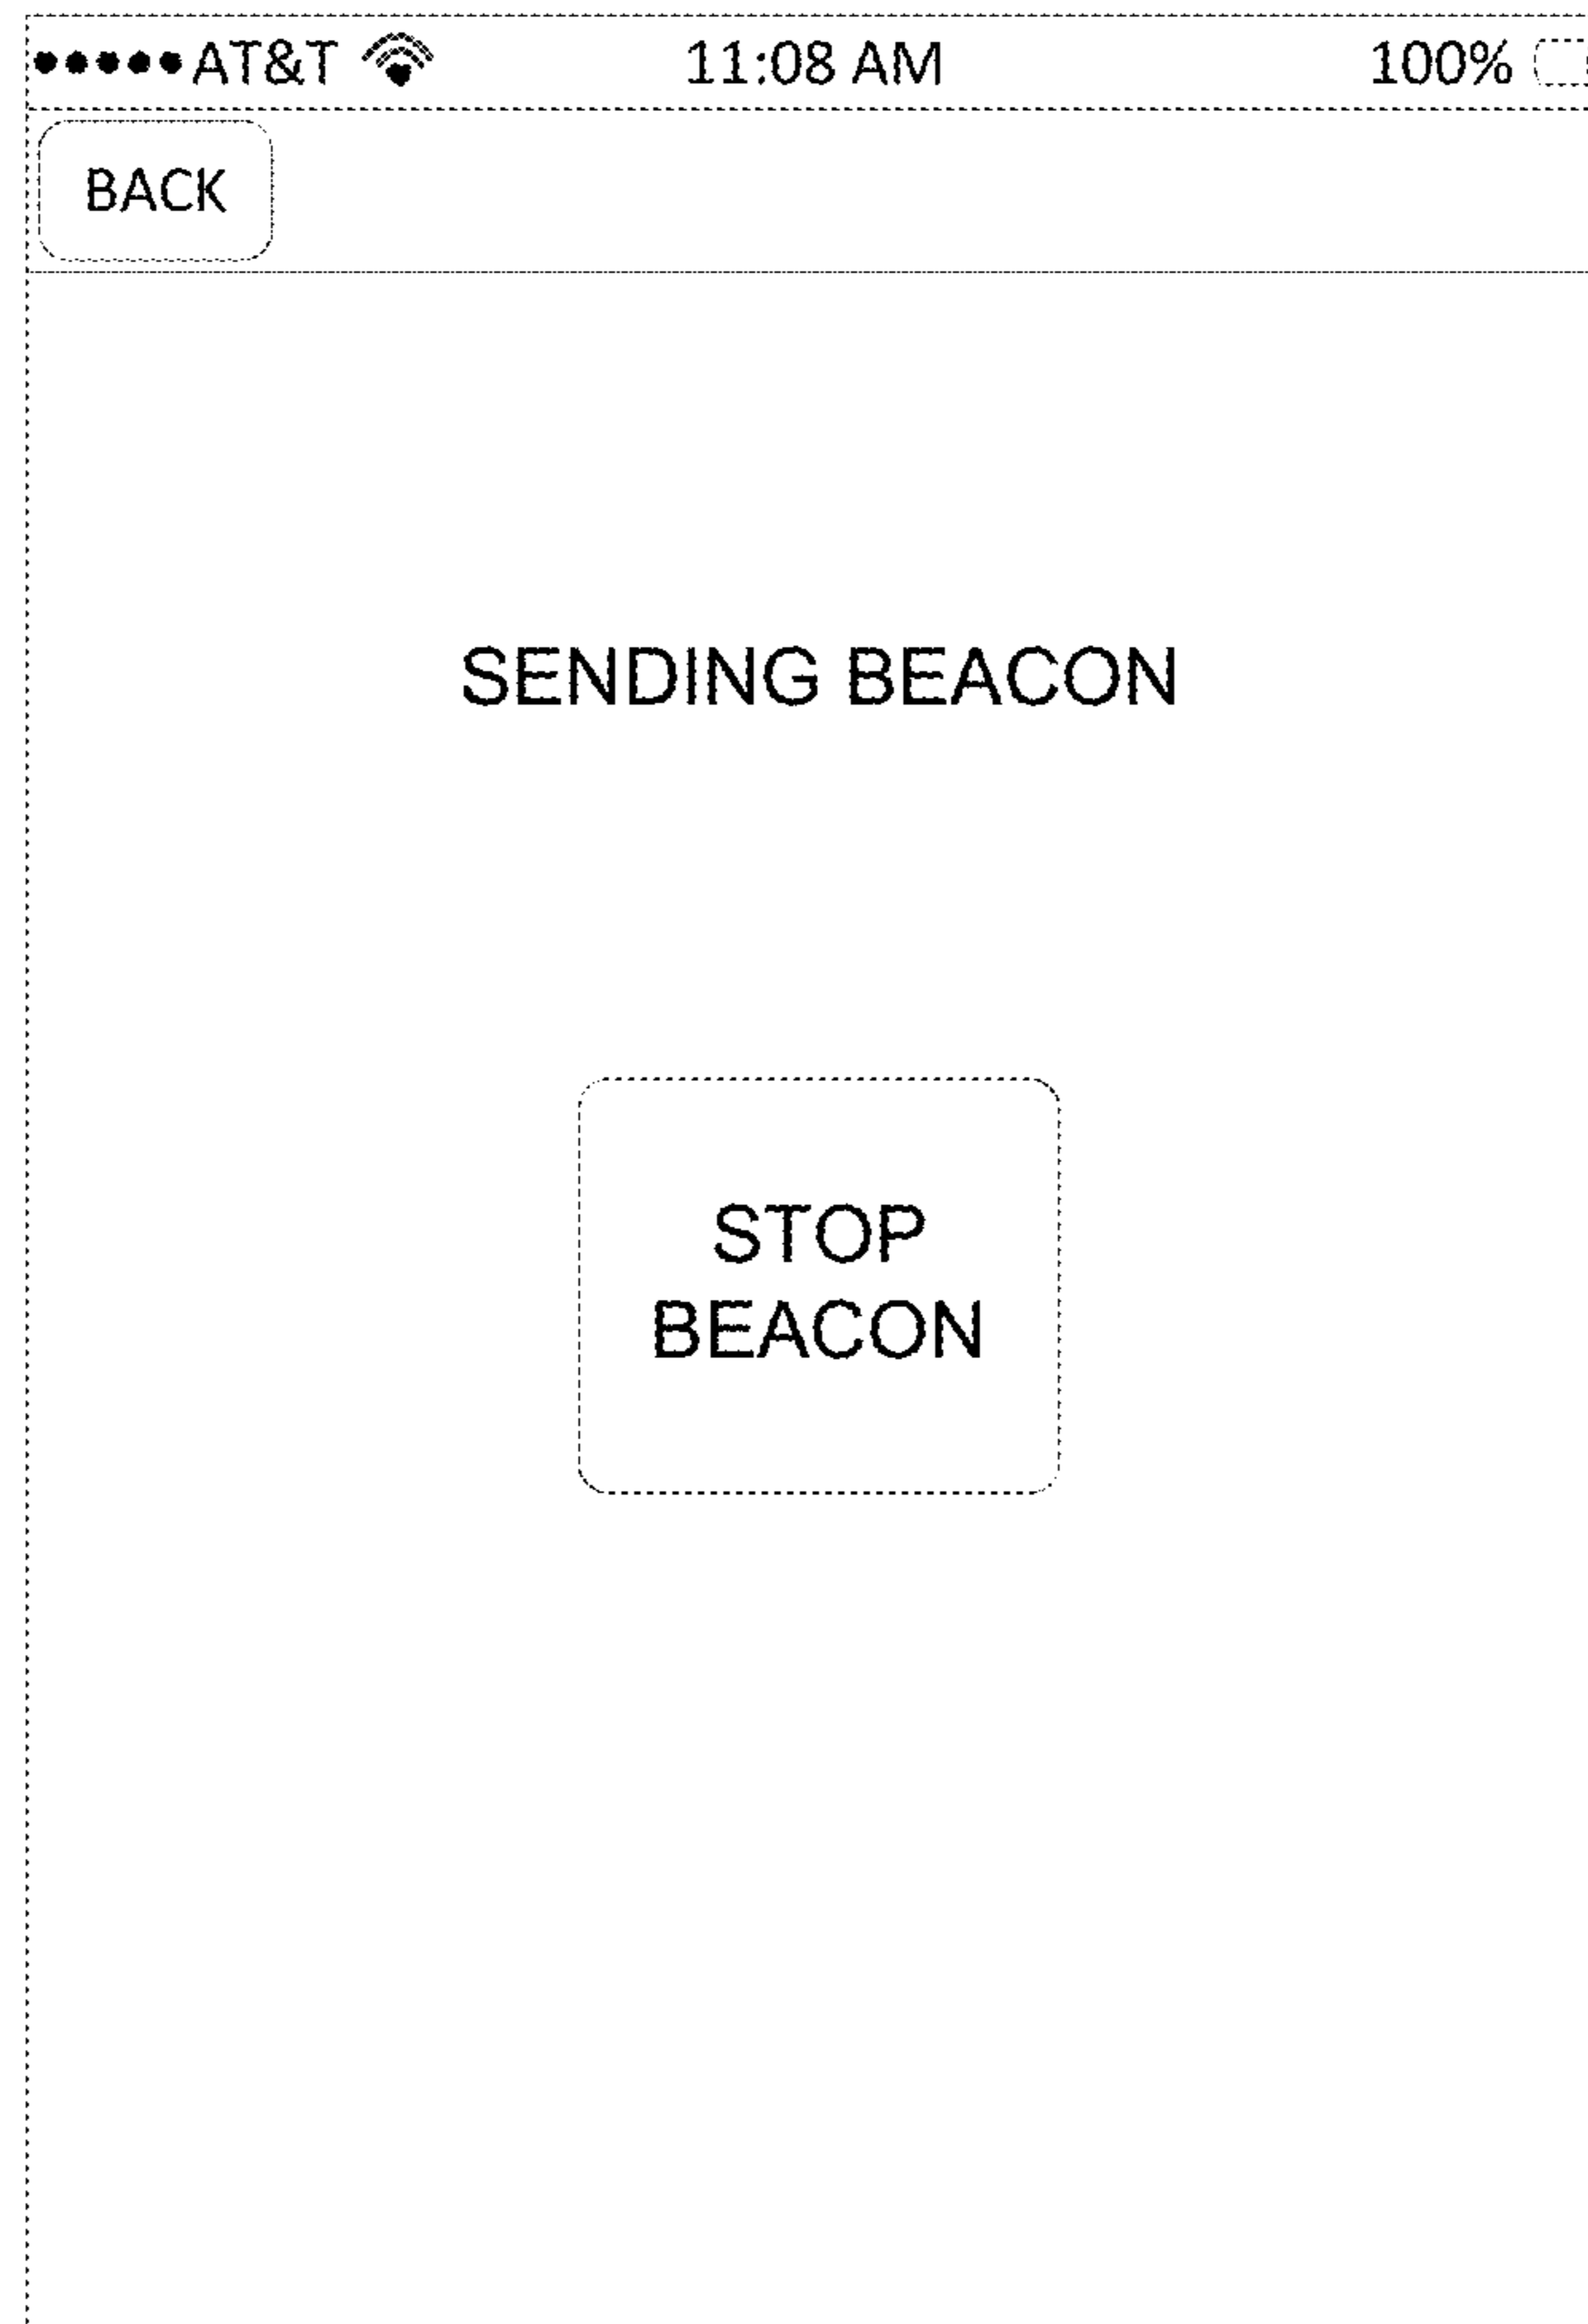 AT&T 11:08 AM 100%
BACK
SENDING BEACON
STOP
BEACON